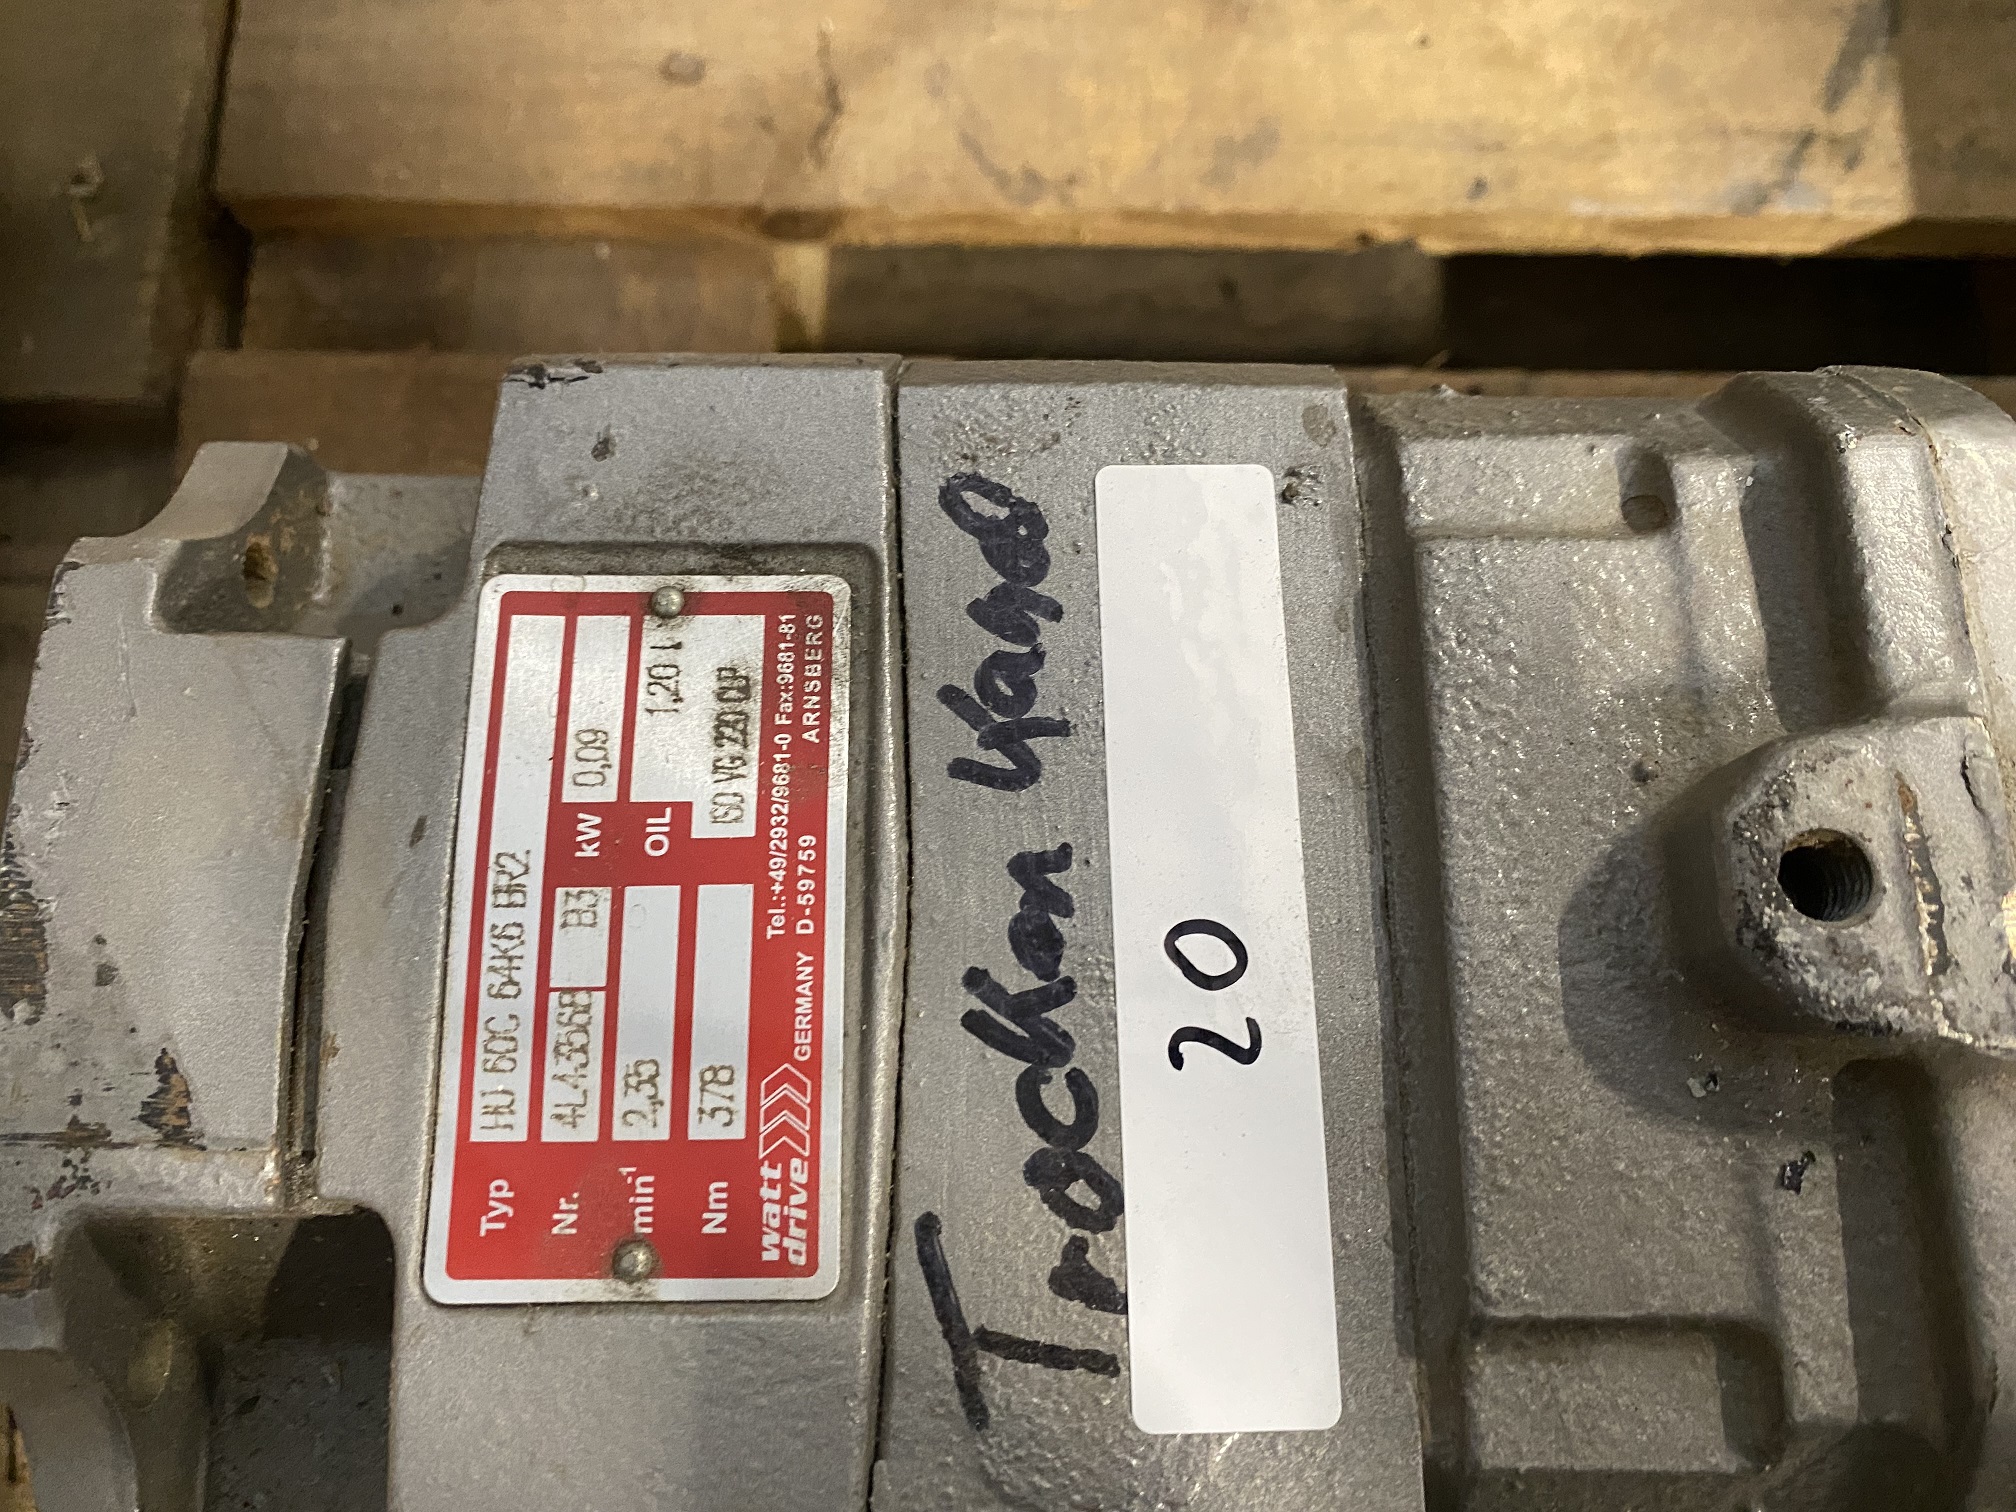 Typ HU 60C 64K6 BR2
Nr. 4L43568 B3 kW 0,09
min-1 2,35 OIL 1,20 l
Nm 378 ISO VG 220 CLP
watt drive
Tel.:+49/2932/9681-0 Fax:9681-81
GERMANY D-59759 ARNSBERG
Trocken
20